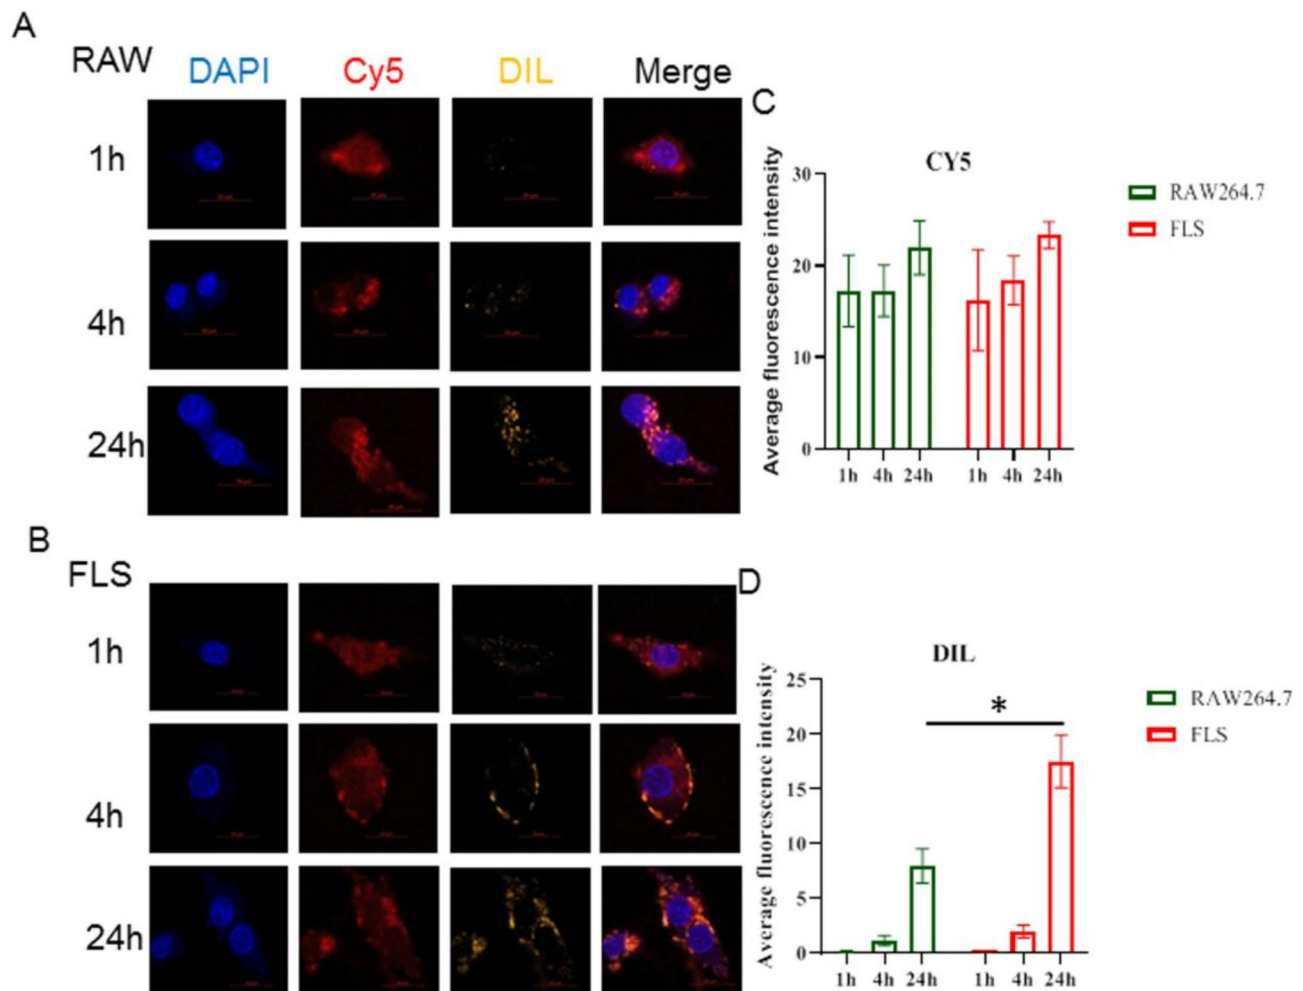 A
RAW
DAPI
Cy5
DIL
Merge
1h
4h
24h
B
FLS
1h
4h
24h
C
CY5
Average fluorescence intensity
30
20
10
0
1h 4h 24h 1h 4h 24h
RAW264.7
FLS
D
DIL
Average fluorescence intensity
25
20
15
10
5
0
*
1h 4h 24h 1h 4h 24h
RAW264.7
FLS